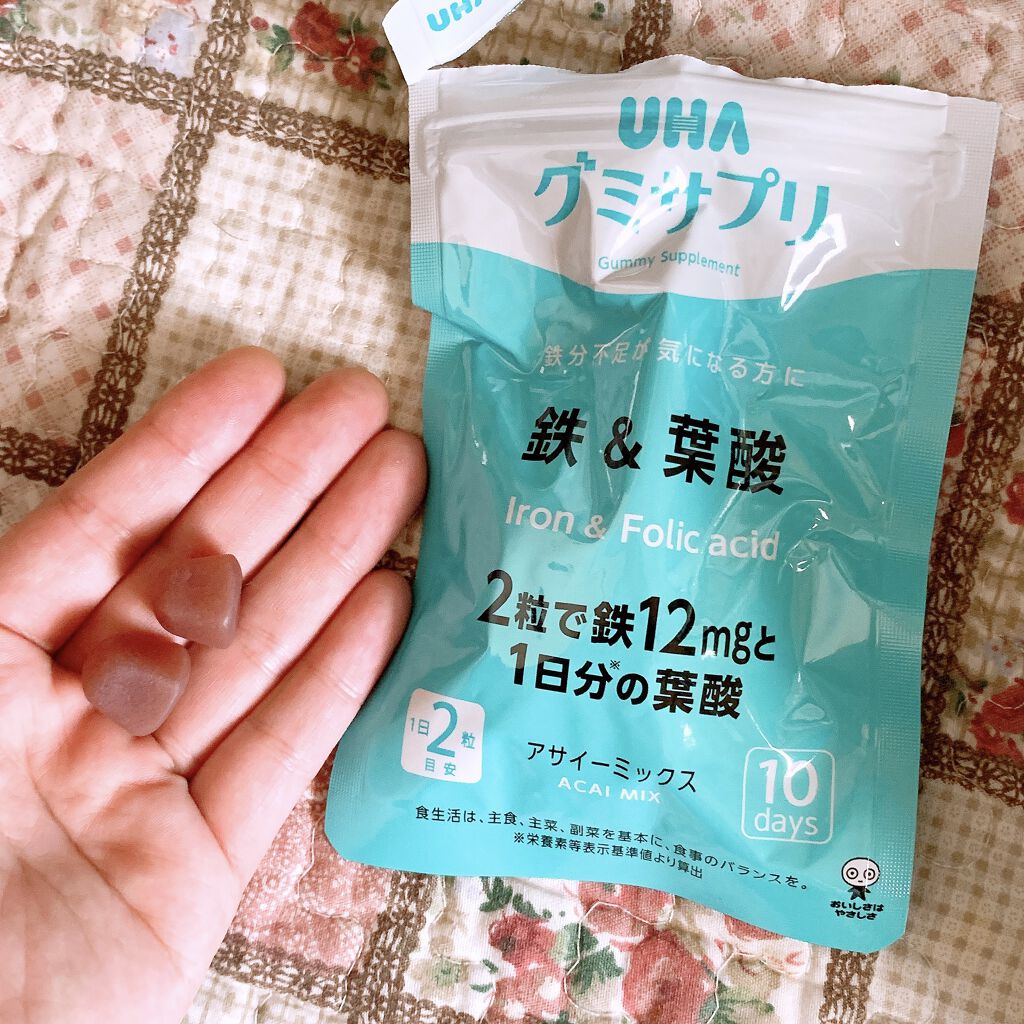 UHA
UHA
グミサプリ
Gummy Supplement
鉄分不足が気になる方に
鉄 & 葉酸
Iron & Folic acid
2粒で鉄12mgと
1日分※の葉酸
1日2粒
目安
アサイーミックス
ACAI MIX
10
days
食生活は、主食、主菜、副菜を基本に、食事のバランスを。
※栄養素等表示基準値より算出
おいしさは
やさしさ